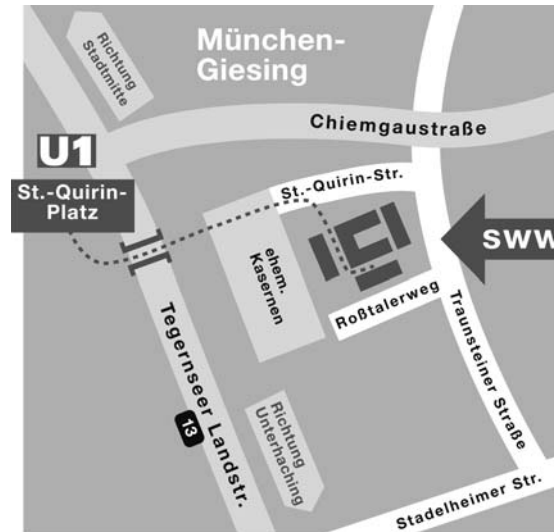 Richtung
Stadtmitte
München-
Giesing
Chiemgaustraße
U1
St.-Quirin-
Platz
St.-Quirin-Str.
ehem.
Kasernen
SWW
Roßtalerweg
Traunsteiner Straße
Tegernseer Landstr.
13
Richtung
Unterhaching
Stadelheimer Str.